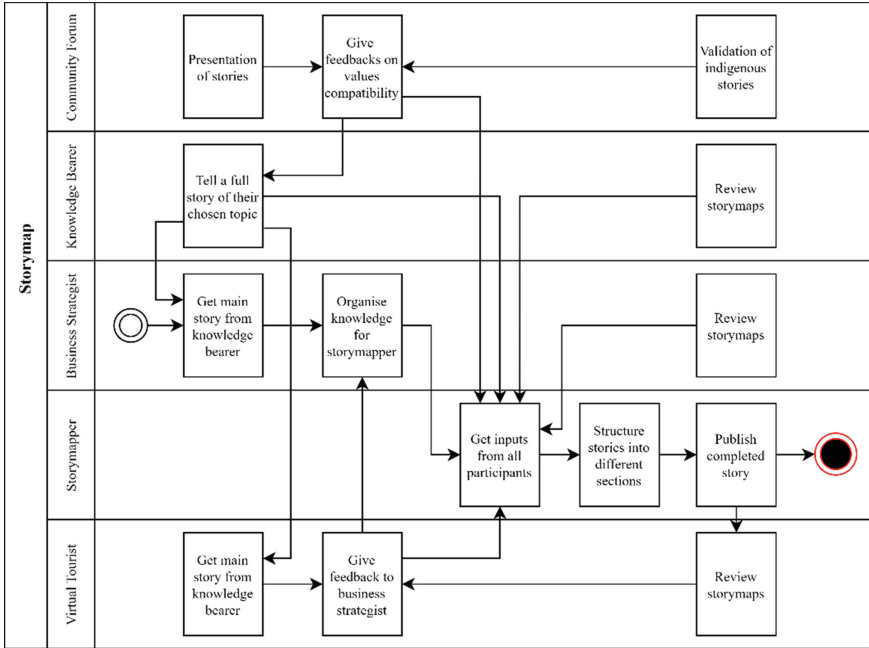 Storymap
Community Forum
Presentation
of stories
Give
feedbacks on
values
compatibility
Validation of
indigenous
stories
Knowledge Bearer
Tell a full
story of their
chosen topic
Review
storymaps
Business Strategist
Get main
story from
knowledge
bearer
Organise
knowledge
for
storymapper
Review
storymaps
Storymapper
Get inputs
from all
participants
Structure
stories into
different
sections
Publish
completed
story
Virtual Tourist
Get main
story from
knowledge
bearer
Give
feedback to
business
strategist
Review
storymaps